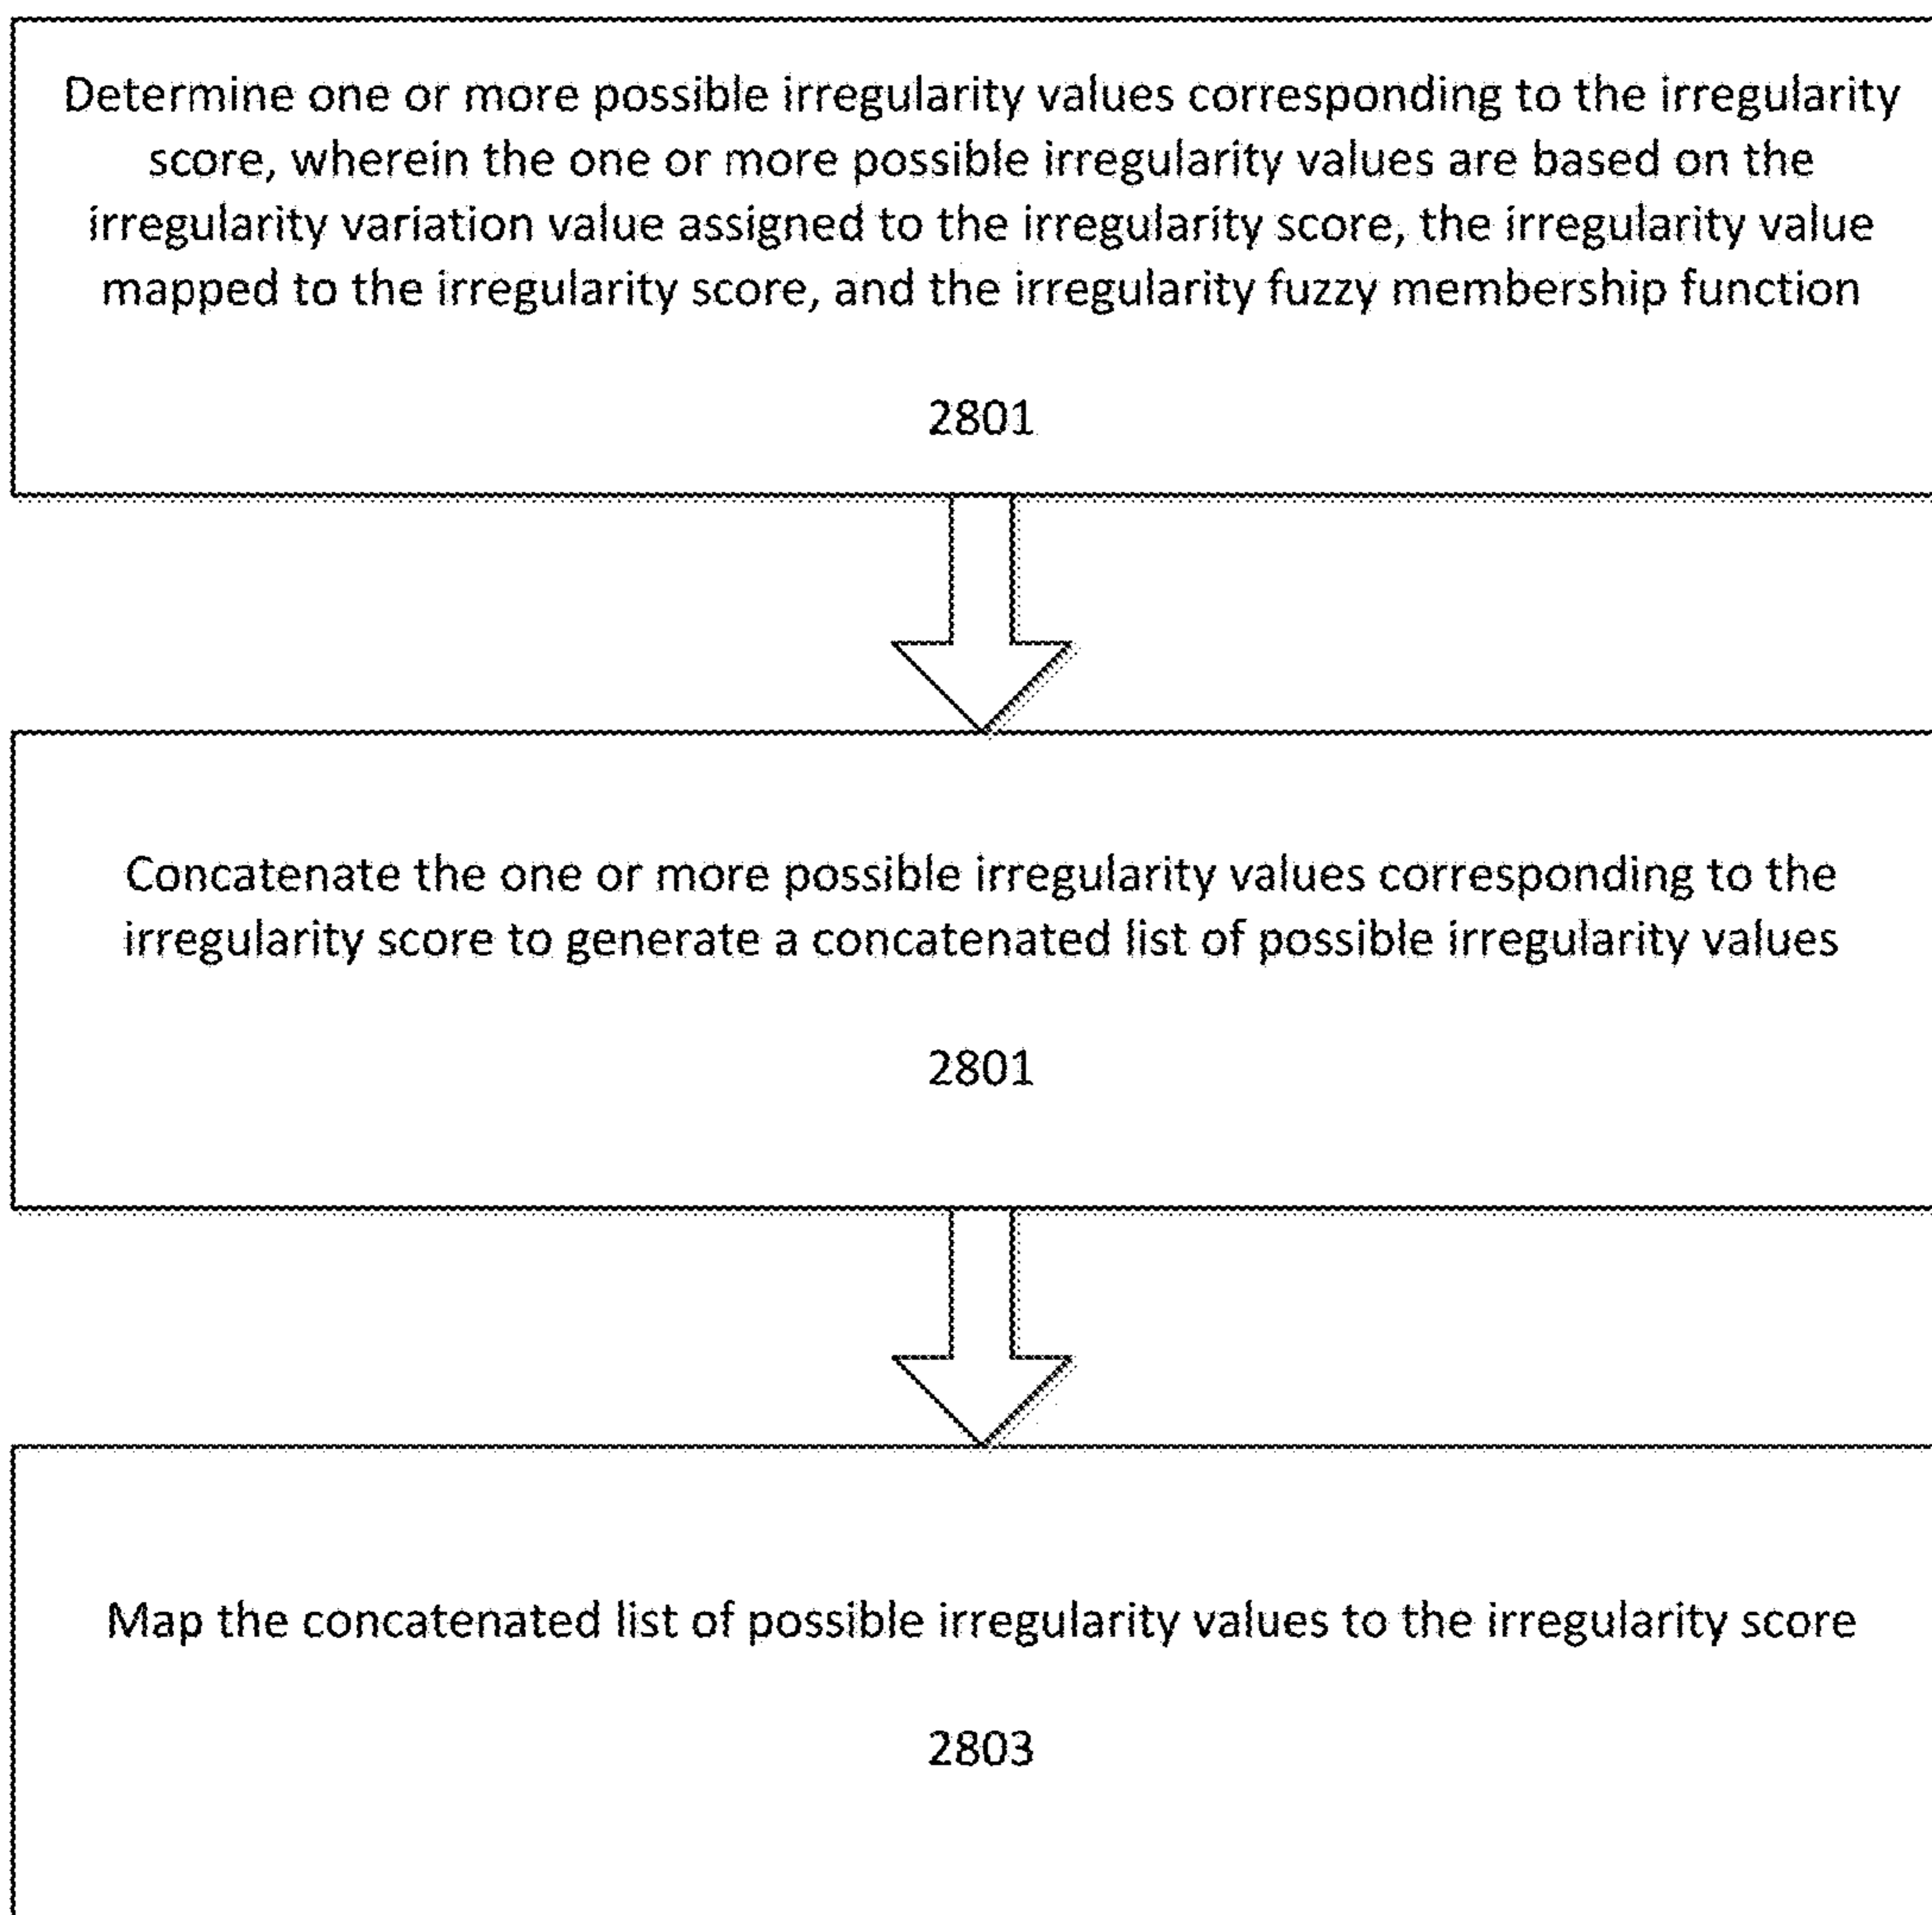 Determine one or more possible irregularity values corresponding to the irregularity
score, wherein the one or more possible irregularity values are based on the
irregularity variation value assigned to the irregularity score, the irregularity value
mapped to the irregularity score, and the irregularity fuzzy membership function
2801
Concatenate the one or more possible irregularity values corresponding to the
irregularity score to generate a concatenated list of possible irregularity values
2801
Map the concatenated list of possible irregularity values to the irregularity score
2803